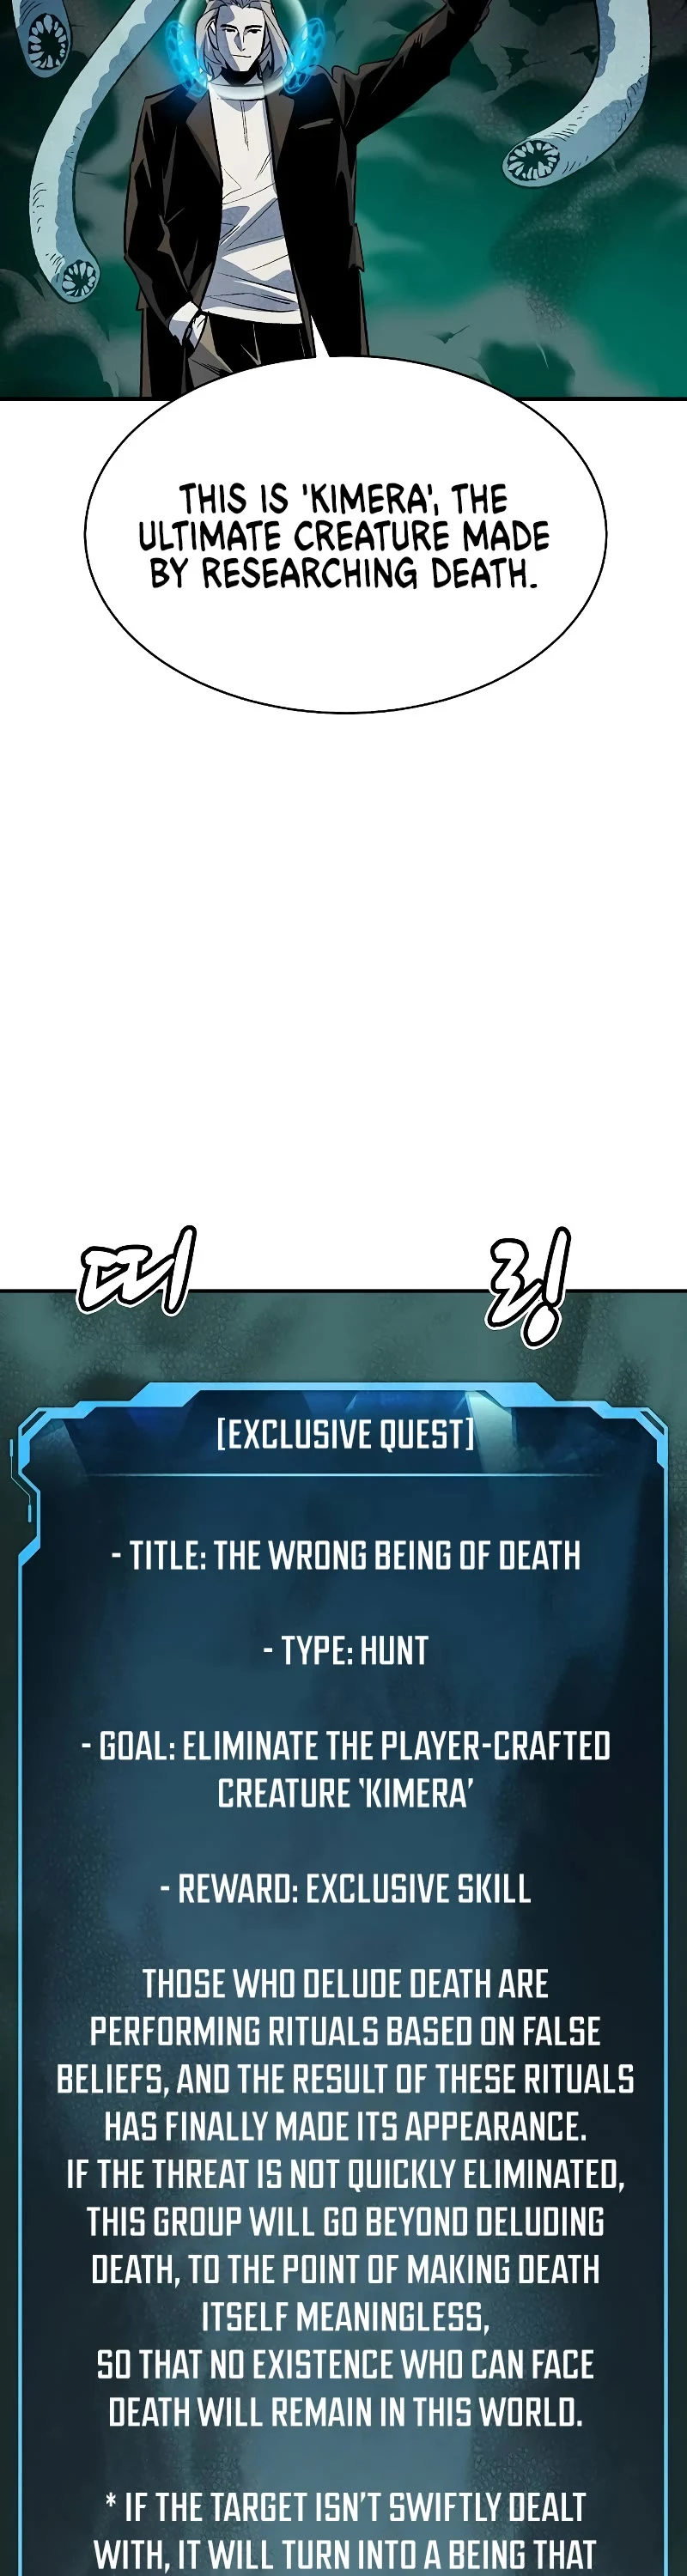 THIS IS 'KIMERA', THE
ULTIMATE CREATURE MADE
BY RESEARCHING DEATH.
띠 링!
[EXCLUSIVE QUEST]
- TITLE: THE WRONG BEING OF DEATH
- TYPE: HUNT
- GOAL: ELIMINATE THE PLAYER-CRAFTED
CREATURE 'KIMERA'
- REWARD: EXCLUSIVE SKILL
THOSE WHO DELUDE DEATH ARE
PERFORMING RITUALS BASED ON FALSE
BELIEFS, AND THE RESULT OF THESE RITUALS
HAS FINALLY MADE ITS APPEARANCE.
IF THE THREAT IS NOT QUICKLY ELIMINATED,
THIS GROUP WILL GO BEYOND DELUDING
DEATH, TO THE POINT OF MAKING DEATH
ITSELF MEANINGLESS,
SO THAT NO EXISTENCE WHO CAN FACE
DEATH WILL REMAIN IN THIS WORLD.
* IF THE TARGET ISN'T SWIFTLY DEALT
WITH, IT WILL TURN INTO A BEING THAT